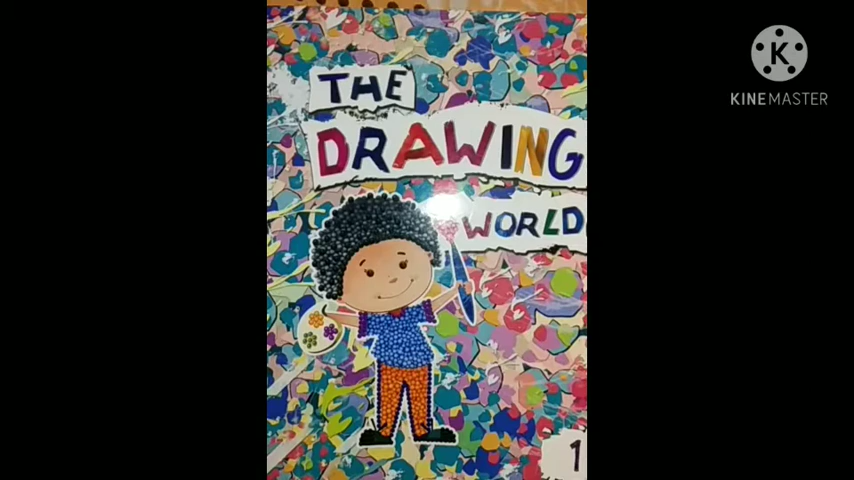 THE
DRAWING
WORLD
1
K
KINEMASTER